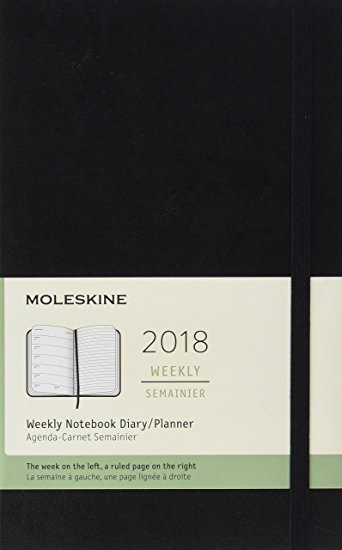 MOLESKINE
2018
WEEKLY
SEMAINIER
Weekly Notebook Diary/Planner
Agenda-Carnet Semainier
The week on the left, a ruled page on the right
La semaine à gauche, une page lignée à droite